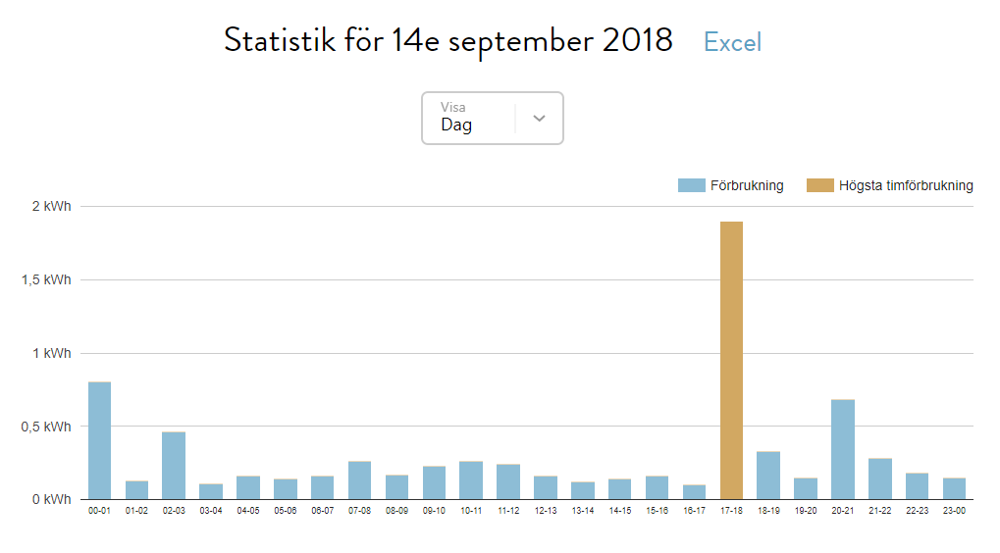 Statistik för 14e september 2018 Excel
Visa
Dag
Förbrukning Högsta timförbrukning
2 kWh
1,5 kWh
1 kWh
0,5 kWh
0 kWh
00-01 01-02 02-03 03-04 04-05 05-06 06-07 07-08 08-09 09-10 10-11 11-12 12-13 13-14 14-15 15-16 16-17 17-18 18-19 19-20 20-21 21-22 22-23 23-00